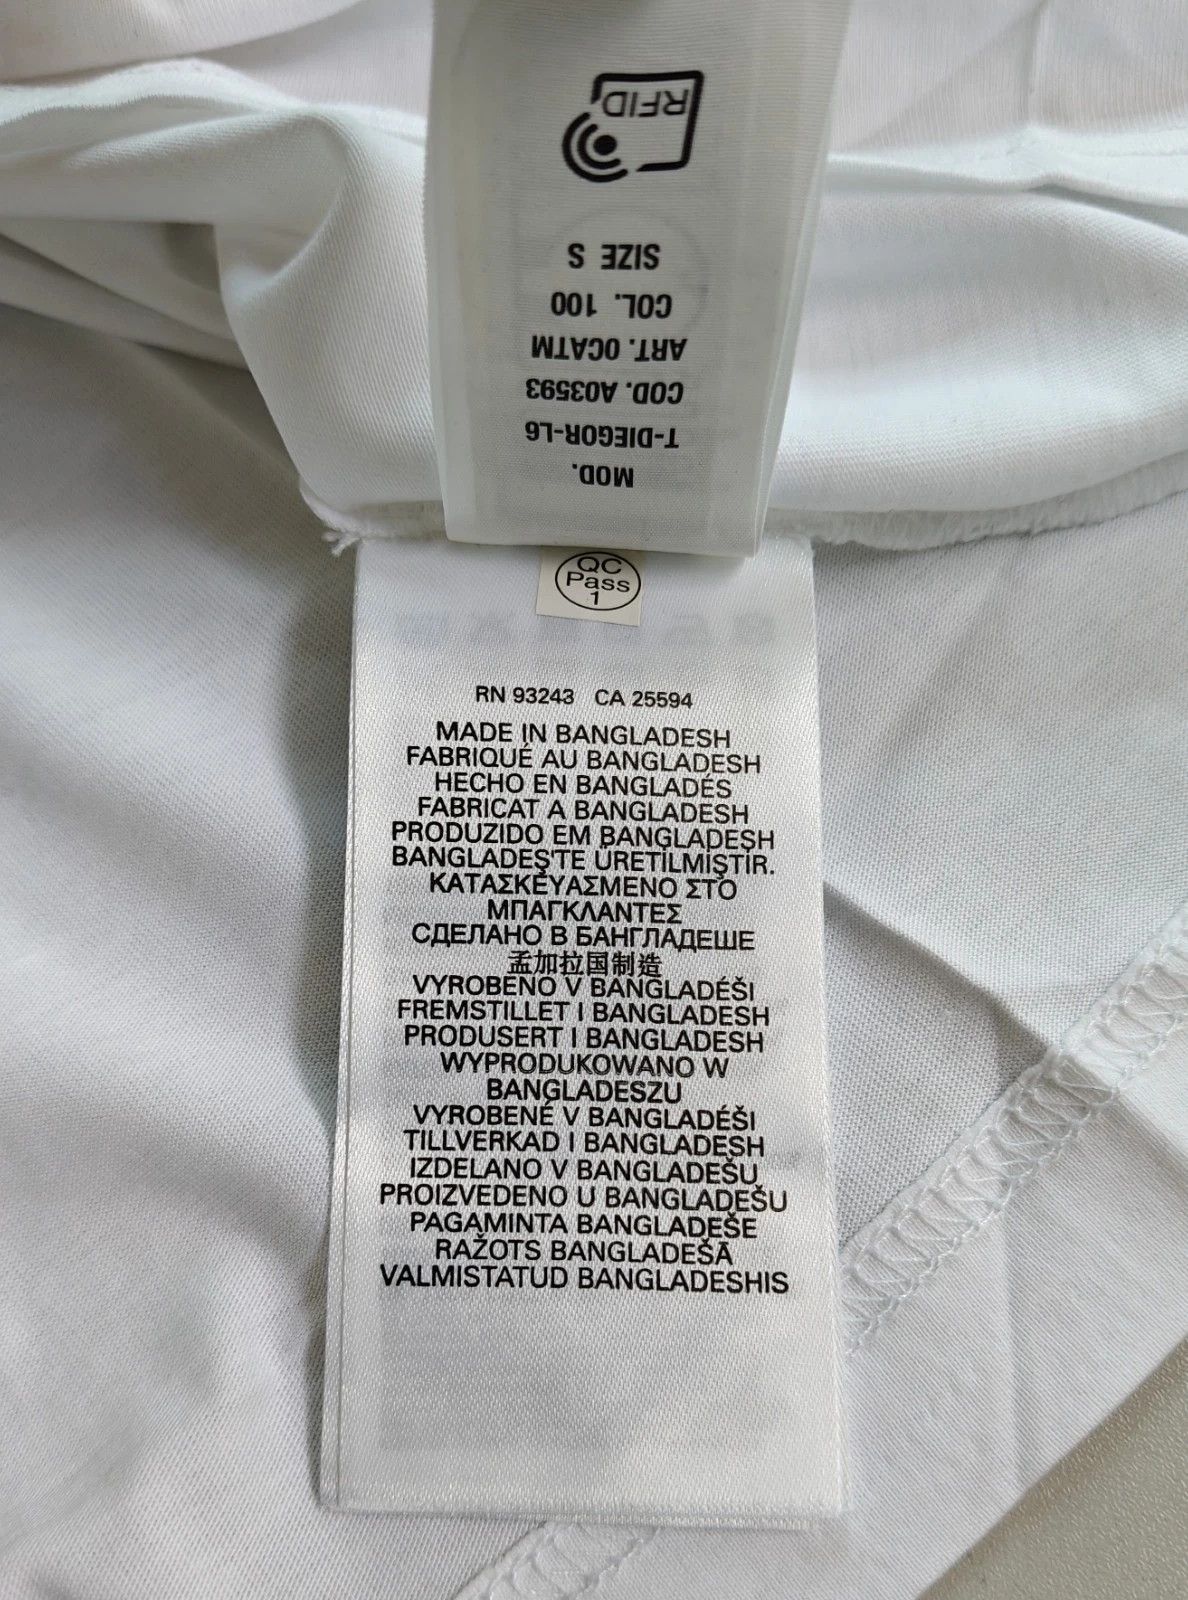 RFID
SIZE S
COL. 100
ART. 0CATM
COD. A03593
T-DIEGOR-L6
MOD.
QC
Pass
1
RN 93243 CA 25594
MADE IN BANGLADESH
FABRIQUÉ AU BANGLADESH
HECHO EN BANGLADÉS
FABRICAT A BANGLADESH
PRODUZIDO EM BANGLADESH
BANGLADEŞ'TE ÜRETİLMİŞTİR.
ΚΑΤΑΣΚΕΥΑΣΜΕΝΟ ΣΤΟ
ΜΠΑΓΚΛΑΝΤΕΣ
СДЕЛАНО В БАНГЛАДЕШЕ
孟加拉国制造
VYROBENO V BANGLADÉŠI
FREMSTILLET I BANGLADESH
PRODUSERT I BANGLADESH
WYPRODUKOWANO W
BANGLADESZU
VYROBENÉ V BANGLADÉŠI
TILLVERKAD I BANGLADESH
IZDELANO V BANGLADEŠU
PROIZVEDENO U BANGLADEŠU
PAGAMINTA BANGLADEŠE
RAŽOTS BANGLADEŠĀ
VALMISTATUD BANGLADESHIS